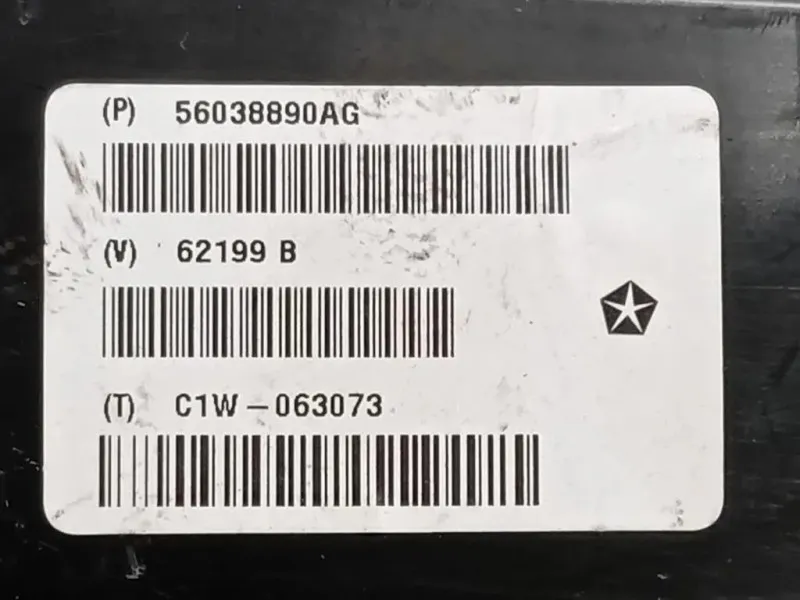 (P) 56038890AG
(V) 62199 B
(T) C1W-063073